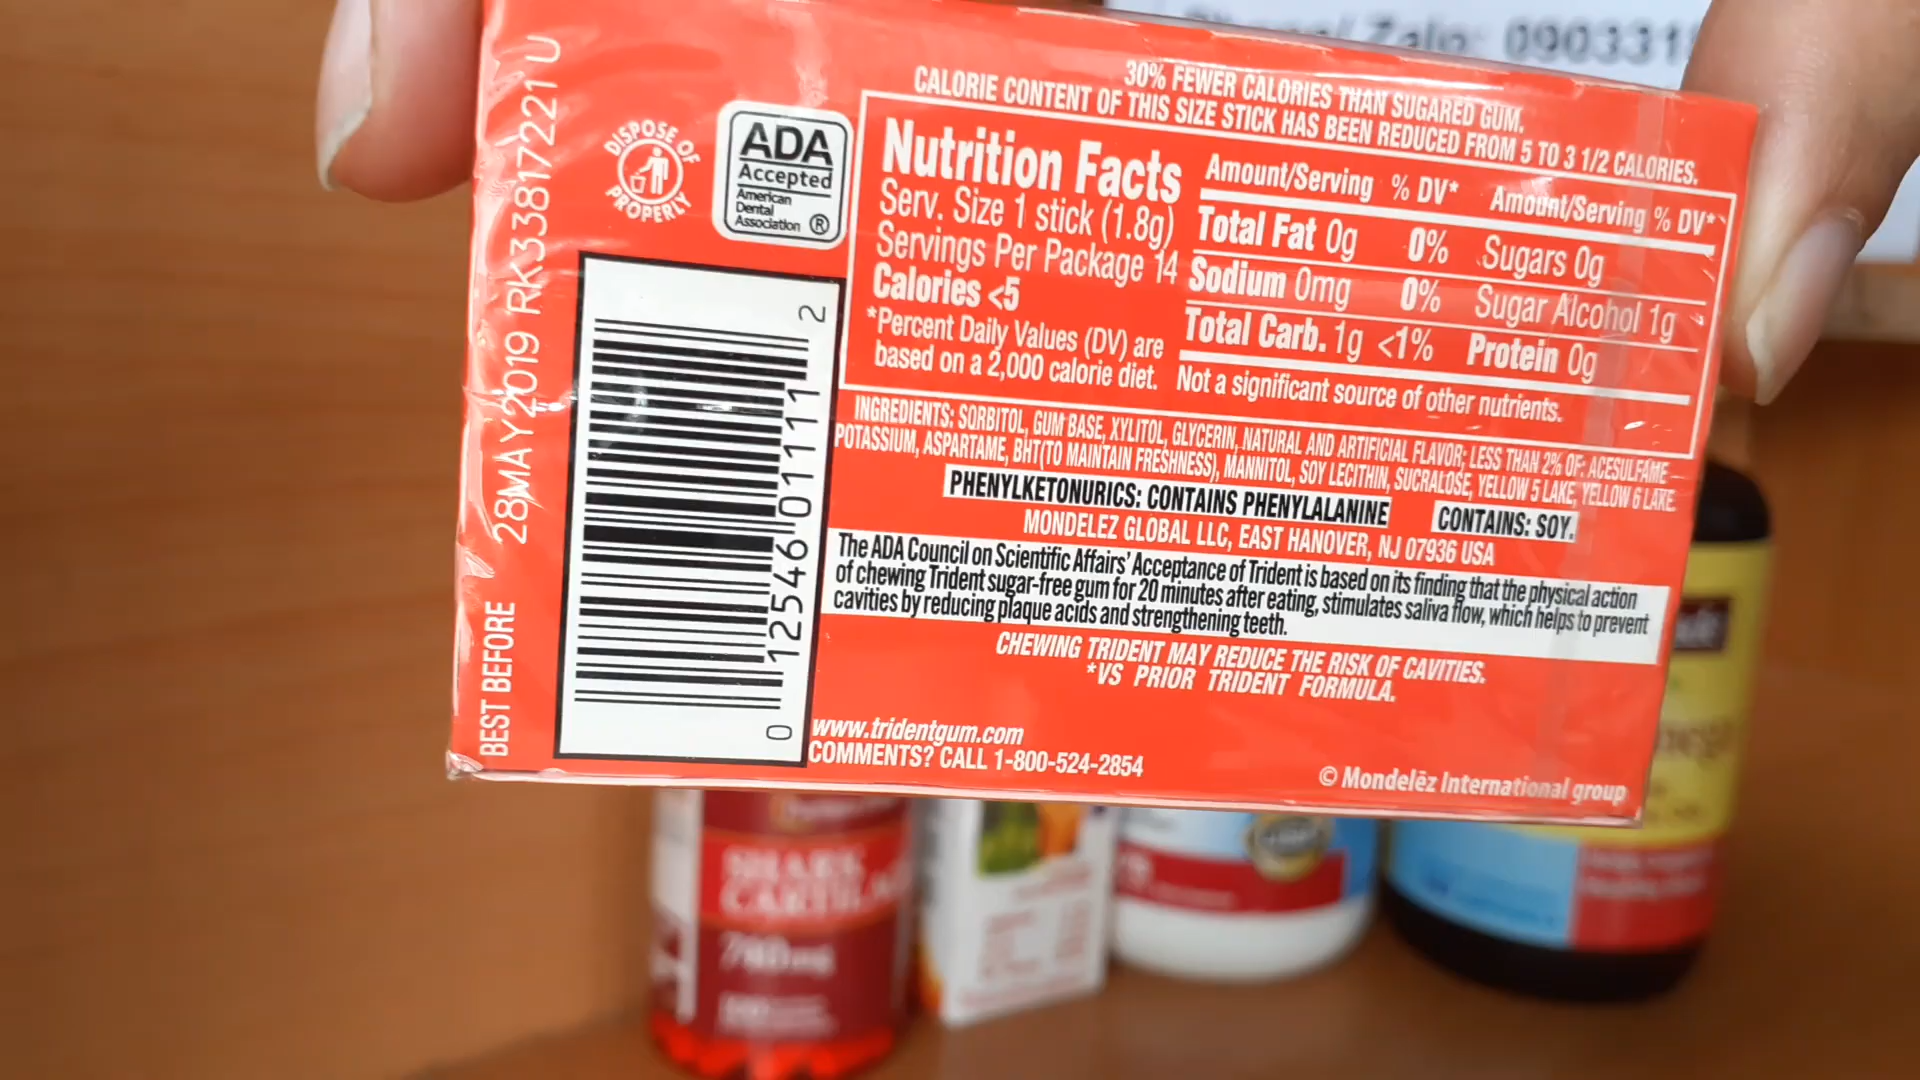 Zalo: 090331
30% FEWER CALORIES THAN SUGARED GUM.
CALORIE CONTENT OF THIS SIZE STICK HAS BEEN REDUCED FROM 5 TO 3 1/2 CALORIES.
DISPOSE OF
PROPERLY
ADA
Accepted
American
Dental
Association ®
Nutrition Facts
Serv. Size 1 stick (1.8g)
Servings Per Package 14
Calories <5
*Percent Daily Values (DV) are
based on a 2,000 calorie diet.
Amount/Serving % DV* Amount/Serving % DV*
Total Fat 0g 0% Sugars 0g
Sodium 0mg 0% Sugar Alcohol 1g
Total Carb. 1g <1% Protein 0g
Not a significant source of other nutrients.
INGREDIENTS: SORBITOL, GUM BASE, XYLITOL, GLYCERIN, NATURAL AND ARTIFICIAL FLAVOR; LESS THAN 2% OF: ACESULFAME
POTASSIUM, ASPARTAME, BHT(TO MAINTAIN FRESHNESS), MANNITOL, SOY LECITHIN, SUCRALOSE, YELLOW 5 LAKE, YELLOW 6 LAKE.
PHENYLKETONURICS: CONTAINS PHENYLALANINE CONTAINS: SOY.
MONDELEZ GLOBAL LLC, EAST HANOVER, NJ 07936 USA
The ADA Council on Scientific Affairs' Acceptance of Trident is based on its finding that the physical action
of chewing Trident sugar-free gum for 20 minutes after eating, stimulates saliva flow, which helps to prevent
cavities by reducing plaque acids and strengthening teeth.
CHEWING TRIDENT MAY REDUCE THE RISK OF CAVITIES.
*VS PRIOR TRIDENT FORMULA.
www.tridentgum.com
COMMENTS? CALL 1-800-524-2854
© Mondelēz International group
BEST BEFORE 28MAY2019 RK33817221 U
0 12546 01111 2
SHARK